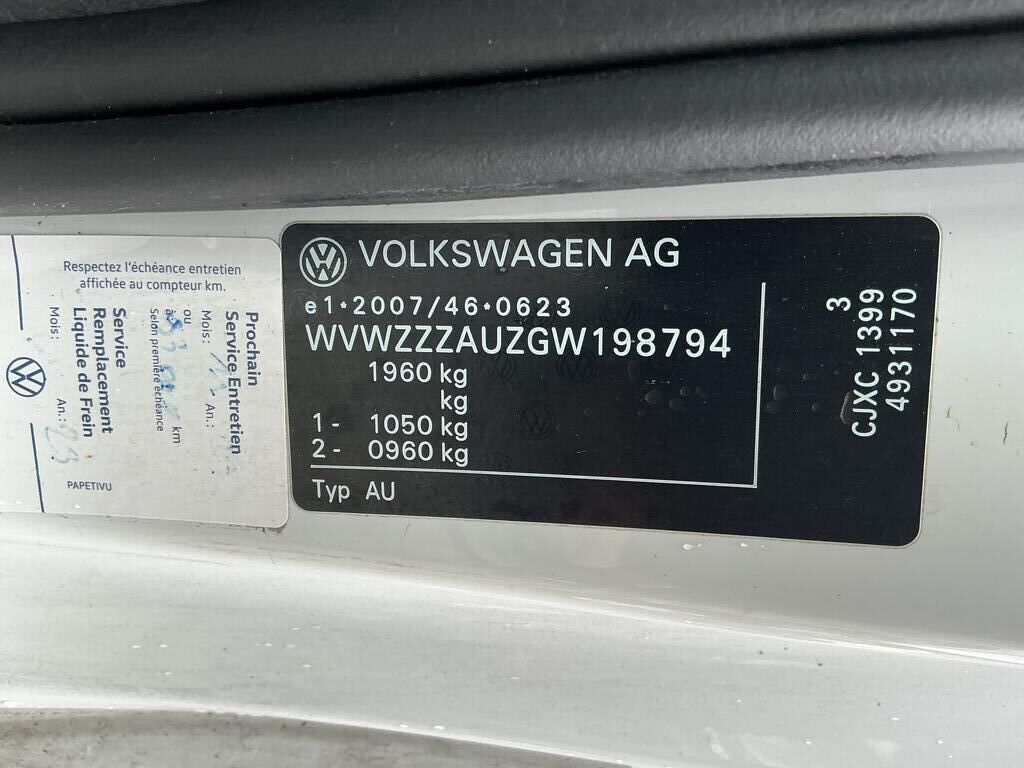 Respectez l'échéance entretien
affichée au compteur km.
Prochain
Service Entretien
Mois: An.:
ou
à km
Selon première échéance
Service
Remplacement
Liquide de Frein
Mois: An.: 23
PAPETIVU
VOLKSWAGEN AG
e1*2007/46*0623
WVWZZZAUZGW198794
1960 kg
kg
1- 1050 kg
2- 0960 kg
Typ AU
3
CJXC 1399
4931170